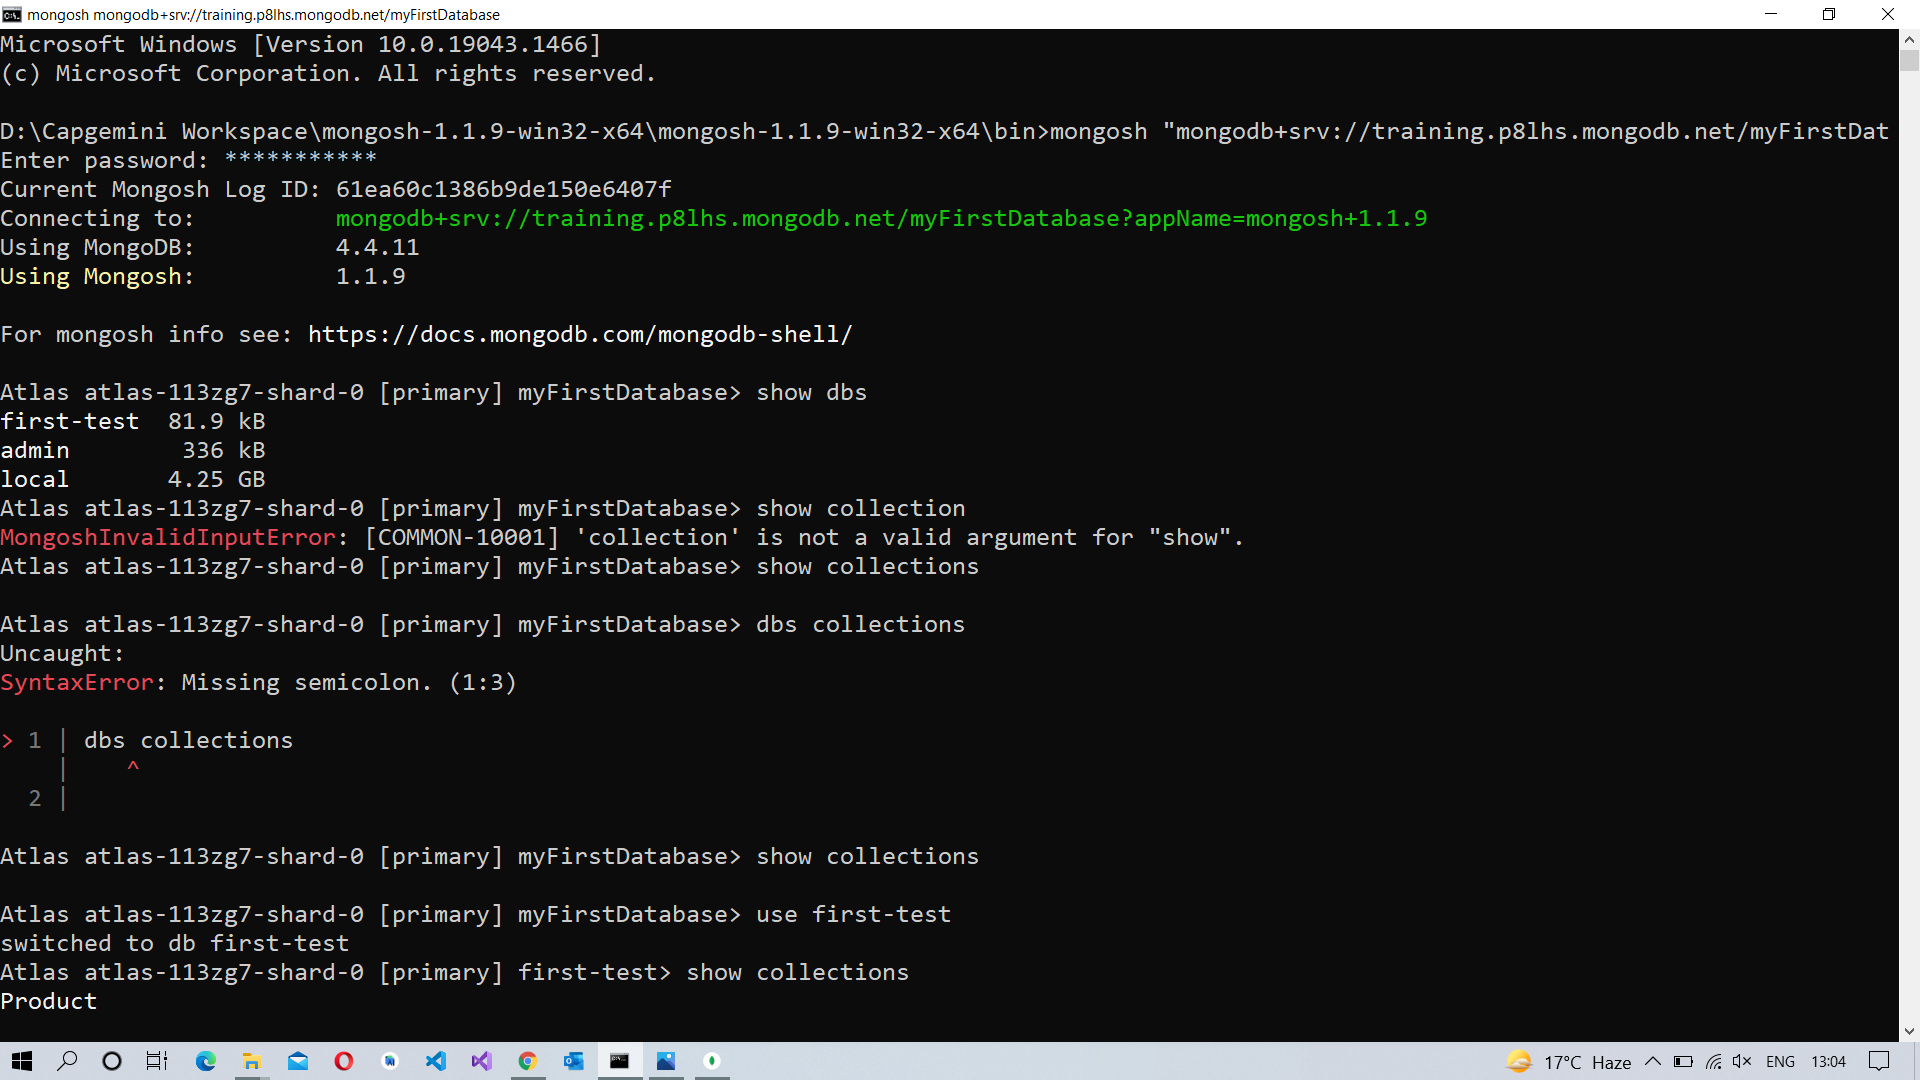 mongosh mongodb+srv://training.p8lhs.mongodb.net/myFirstDatabase
Microsoft Windows [Version 10.0.19043.1466]
(c) Microsoft Corporation. All rights reserved.
D:\Capgemini Workspace\mongosh-1.1.9-win32-x64\mongosh-1.1.9-win32-x64\bin>mongosh "mongodb+srv://training.p8lhs.mongodb.net/myFirstDat
Enter password: ***********
Current Mongosh Log ID: 61ea60c1386b9de150e6407f
Connecting to: mongodb+srv://training.p8lhs.mongodb.net/myFirstDatabase?appName=mongosh+1.1.9
Using MongoDB: 4.4.11
Using Mongosh: 1.1.9
For mongosh info see: https://docs.mongodb.com/mongodb-shell/
Atlas atlas-113zg7-shard-0 [primary] myFirstDatabase> show dbs
first-test 81.9 kB
admin 336 kB
local 4.25 GB
Atlas atlas-113zg7-shard-0 [primary] myFirstDatabase> show collection
MongoshInvalidInputError: [COMMON-10001] 'collection' is not a valid argument for "show".
Atlas atlas-113zg7-shard-0 [primary] myFirstDatabase> show collections
Atlas atlas-113zg7-shard-0 [primary] myFirstDatabase> dbs collections
Uncaught:
SyntaxError: Missing semicolon. (1:3)
> 1 | dbs collections
| ^
2 |
Atlas atlas-113zg7-shard-0 [primary] myFirstDatabase> show collections
Atlas atlas-113zg7-shard-0 [primary] myFirstDatabase> use first-test
switched to db first-test
Atlas atlas-113zg7-shard-0 [primary] first-test> show collections
Product
17°C Haze ENG 13:04